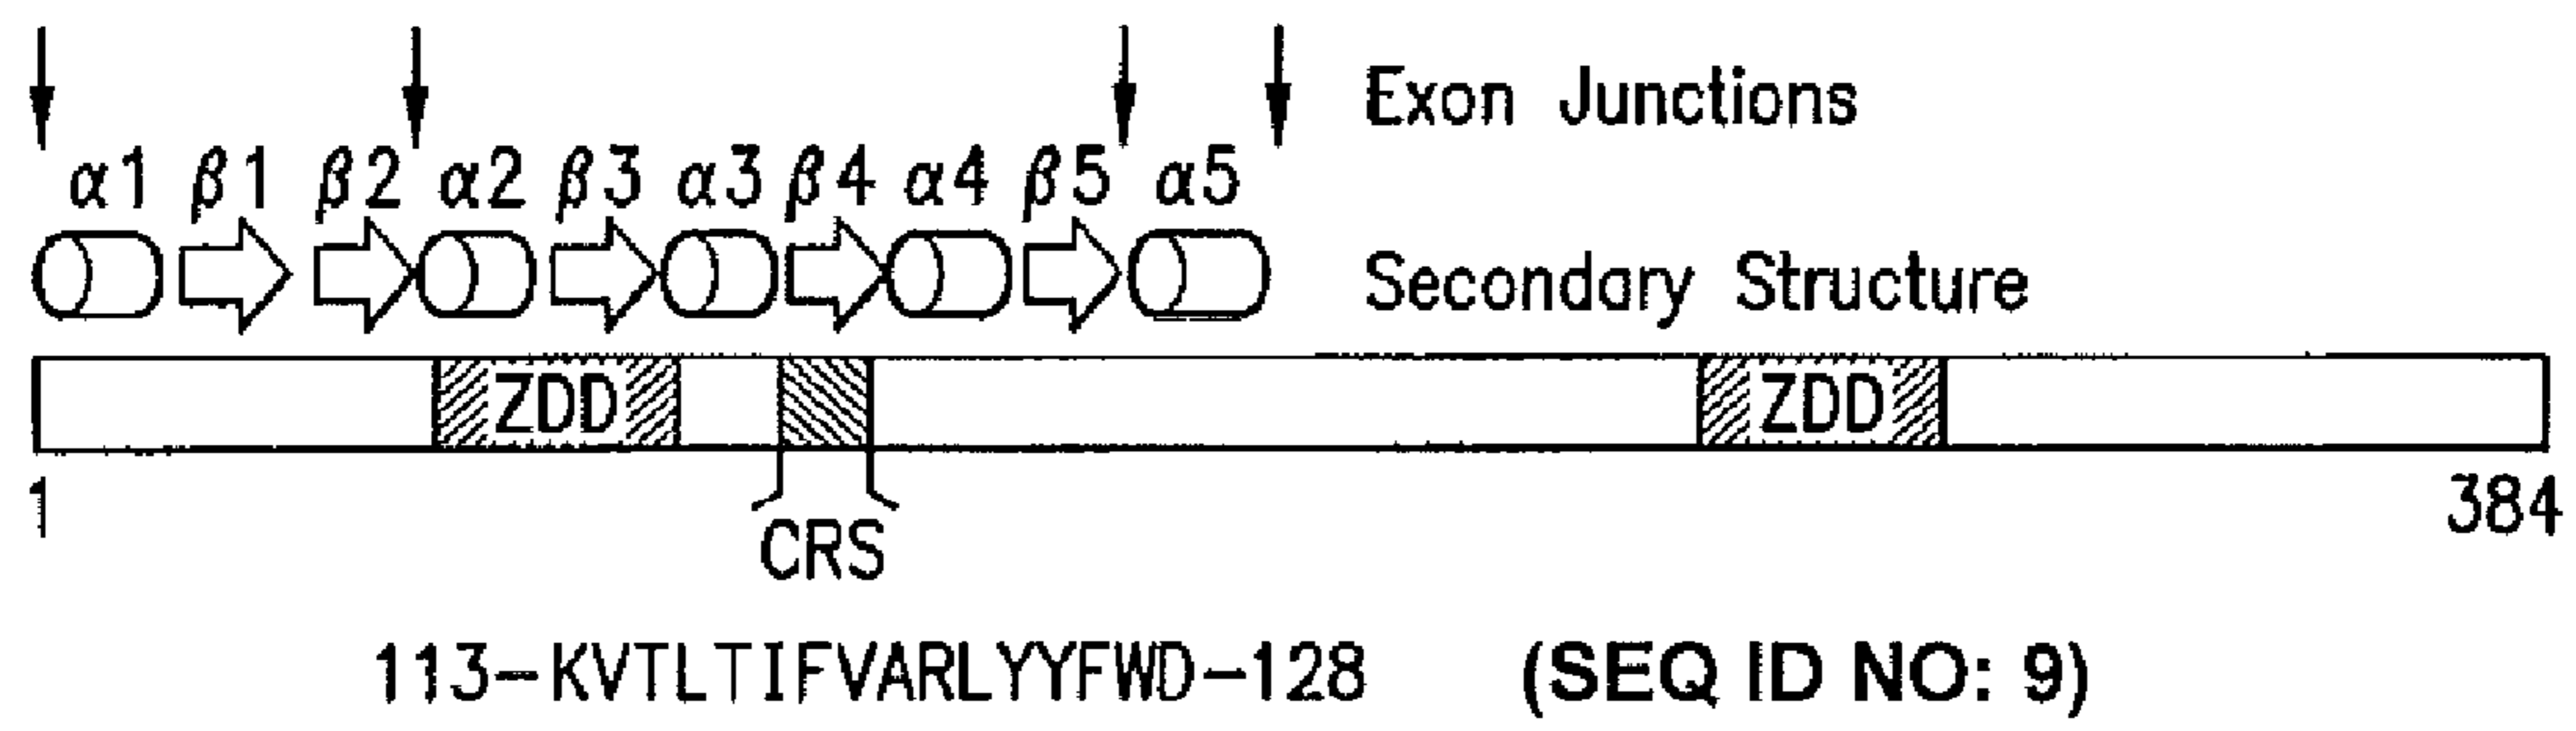 Exon Junctions
α1 β1 β2 α2 β3 α3 β4 α4 β5 α5
Secondary Structure
ZDD ZDD
1 384
CRS
113-KVTLTIFVARLYYFWD-128 (SEQ ID NO: 9)